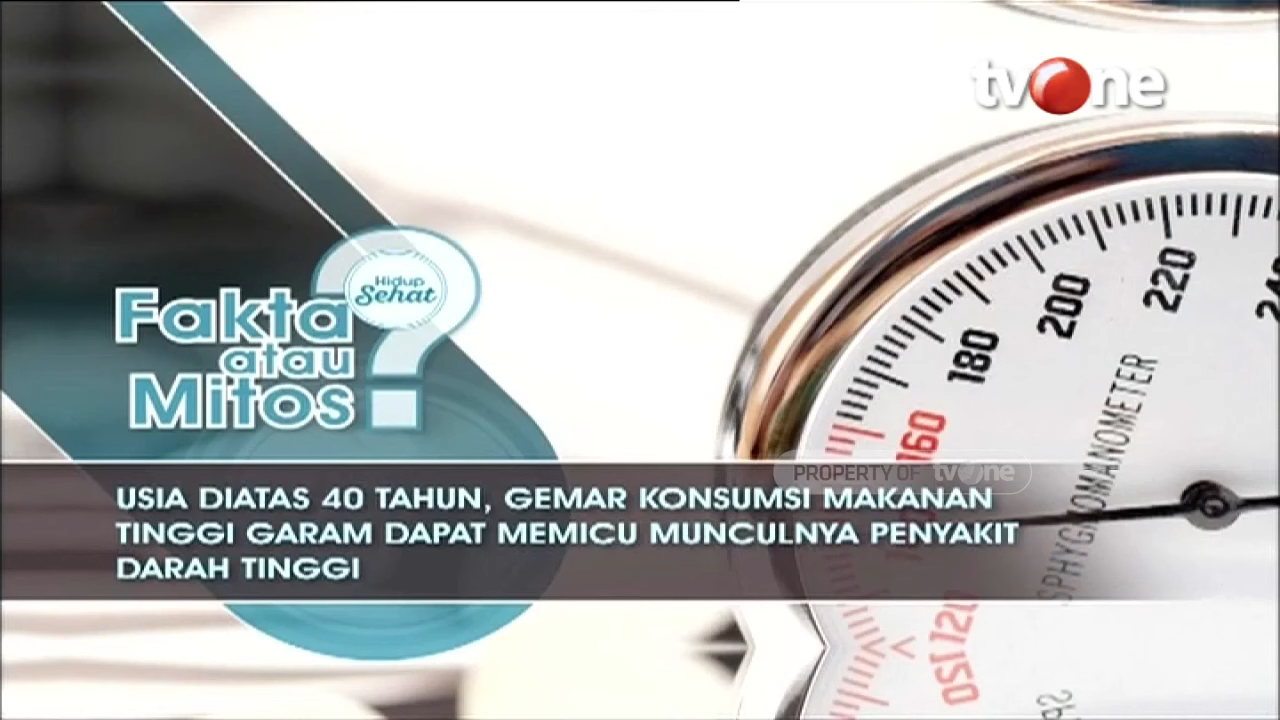 tvOne
Hidup
Sehat
Fakta
atau
Mitos
?
220
200
180
160
SPHYGMOMANOMETER
PROPERTY OF tvOne
USIA DIATAS 40 TAHUN, GEMAR KONSUMSI MAKANAN
TINGGI GARAM DAPAT MEMICU MUNCULNYA PENYAKIT
DARAH TINGGI